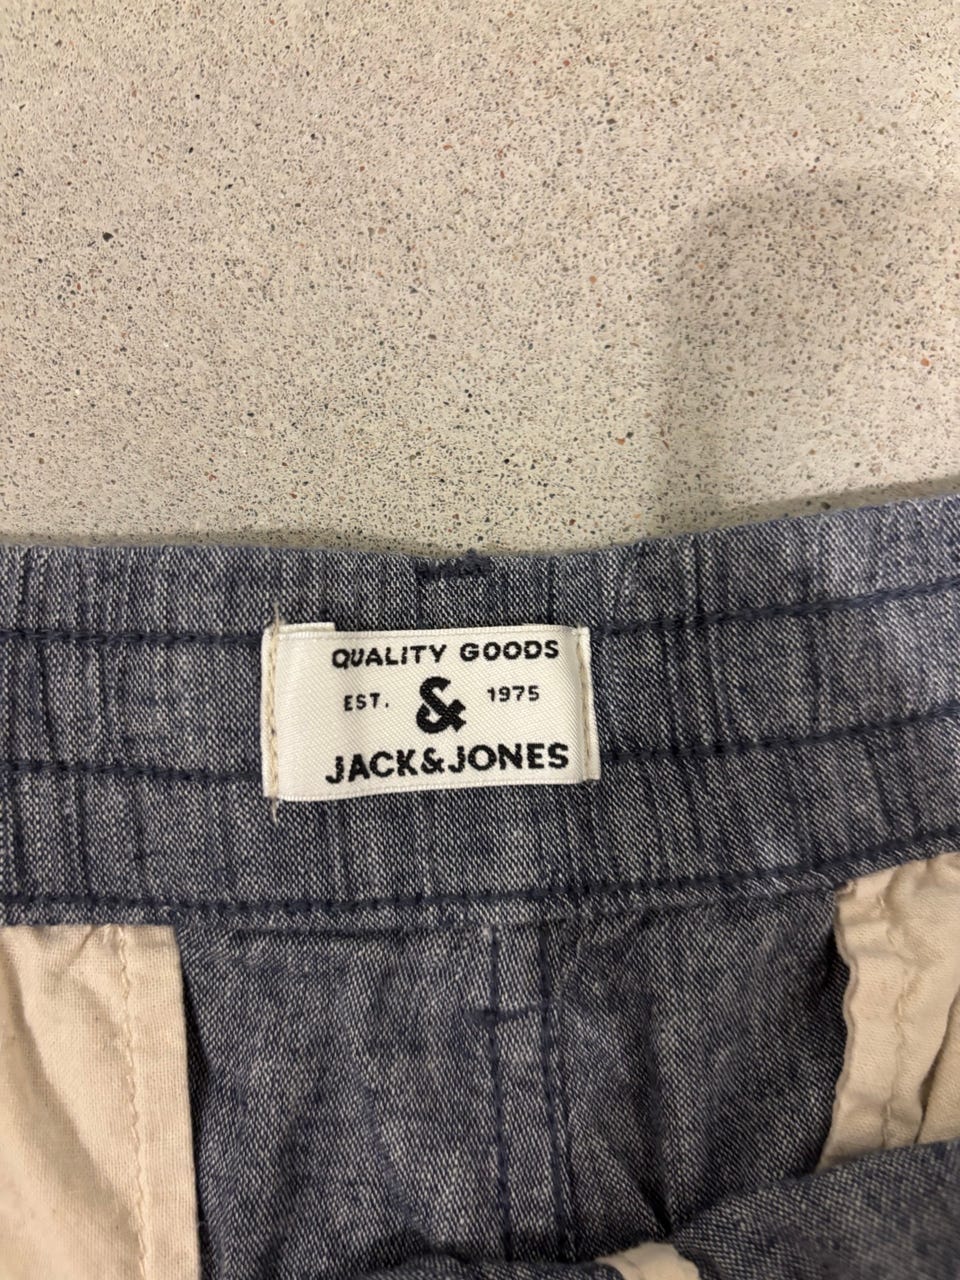 QUALITY GOODS
EST. & 1975
JACK&JONES